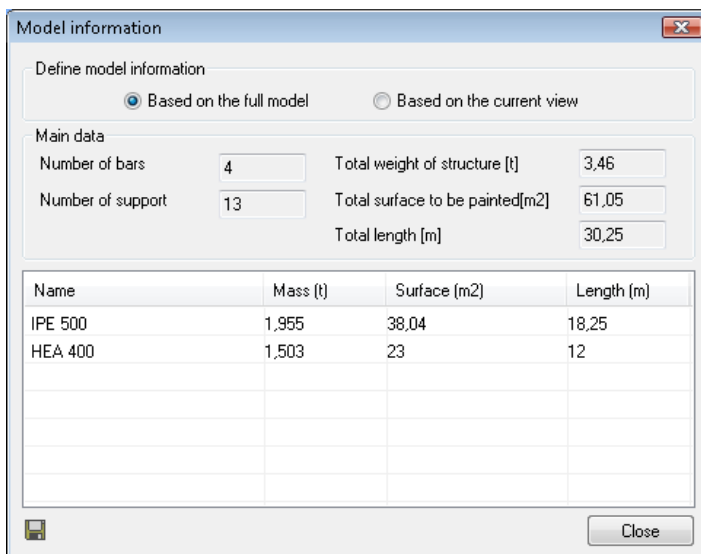 Model information
Define model information
Based on the full model Based on the current view
Main data
Number of bars 4 Total weight of structure [t] 3,46
Number of support 13 Total surface to be painted[m2] 61,05
Total length [m] 30,25
Name Mass (t) Surface (m2) Length (m)
IPE 500 1,955 38,04 18,25
HEA 400 1,503 23 12
Close